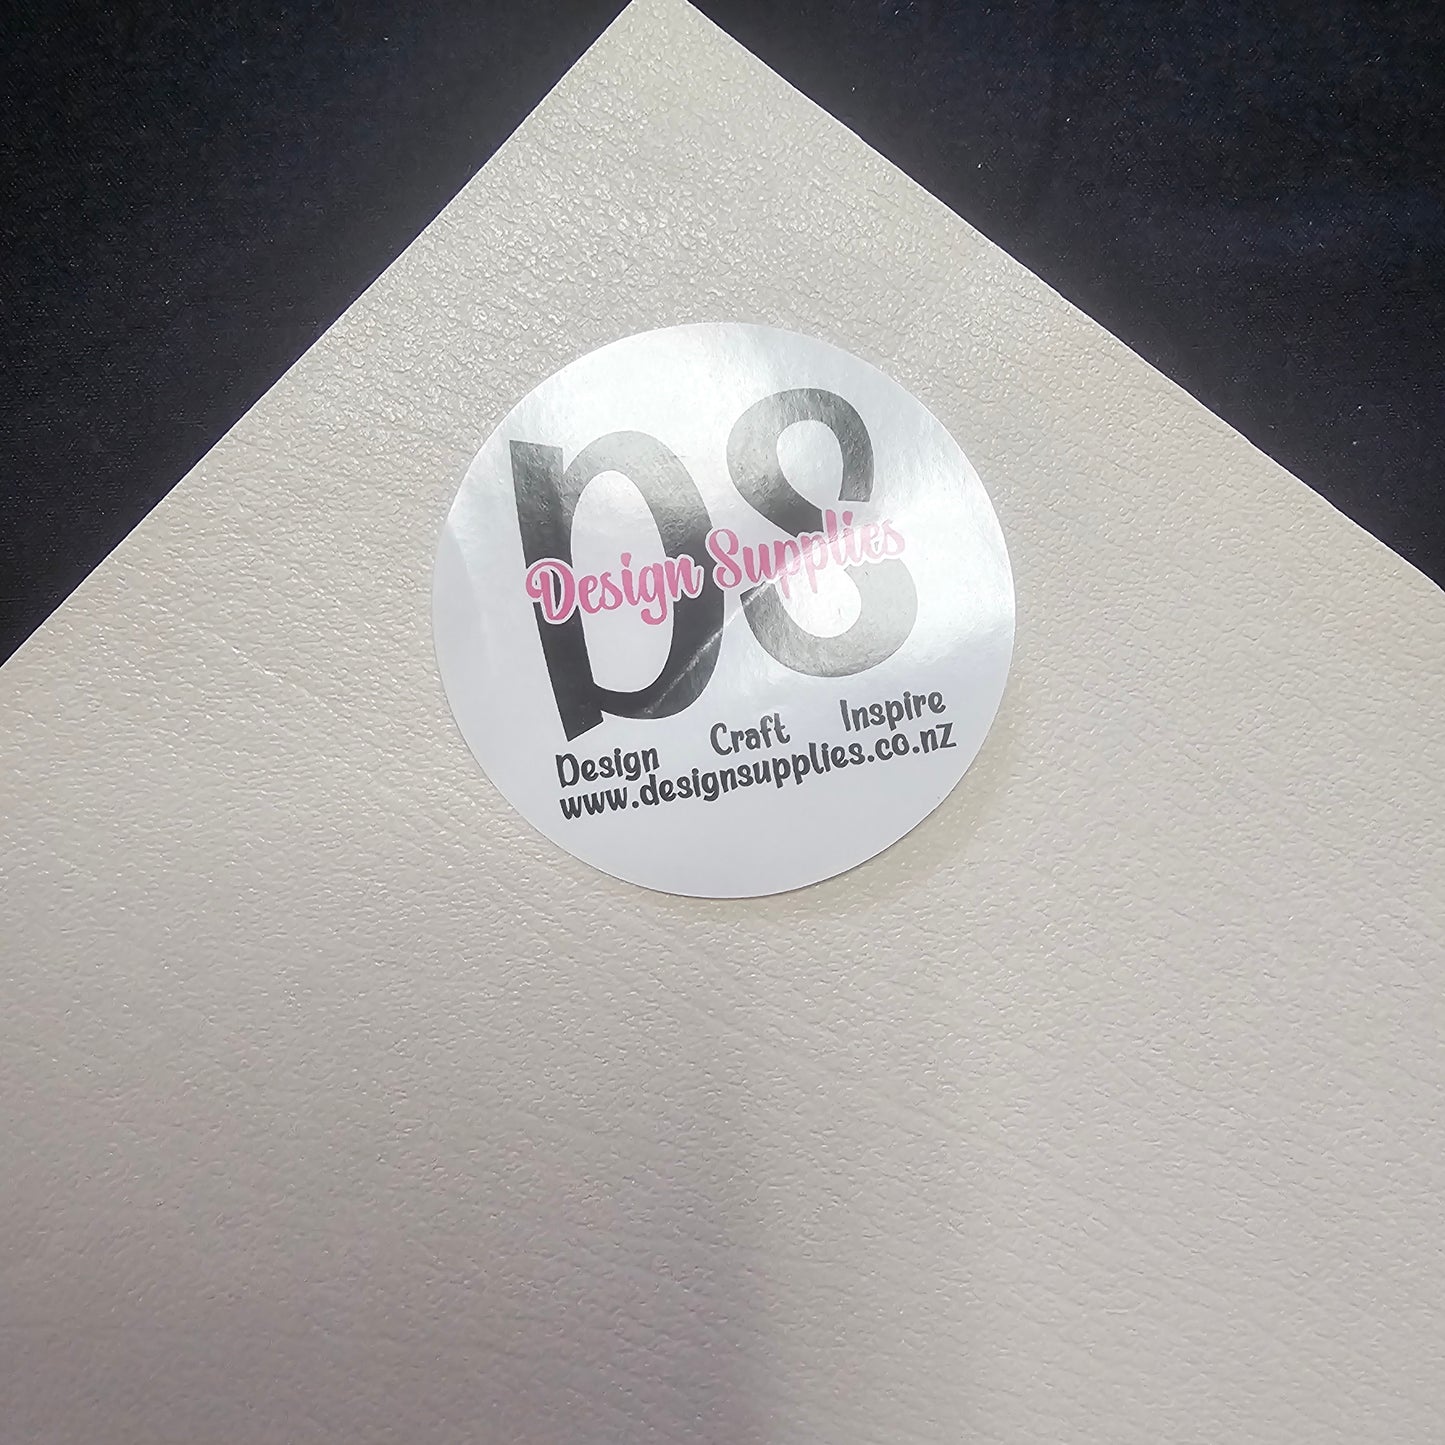 DS
Design Supplies
Design Craft Inspire
www.designsupplies.co.nz